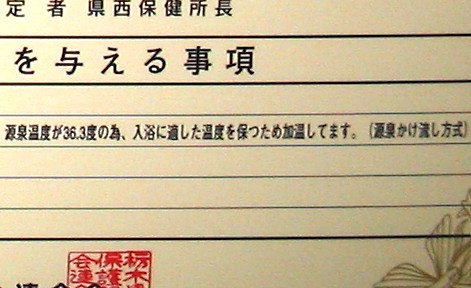 定 者 県西保健所長
を与える事項
源泉温度が36.3度の為、入浴に適した温度を保つため加温してます。(源泉かけ流し方式)
栃木
保護
会連